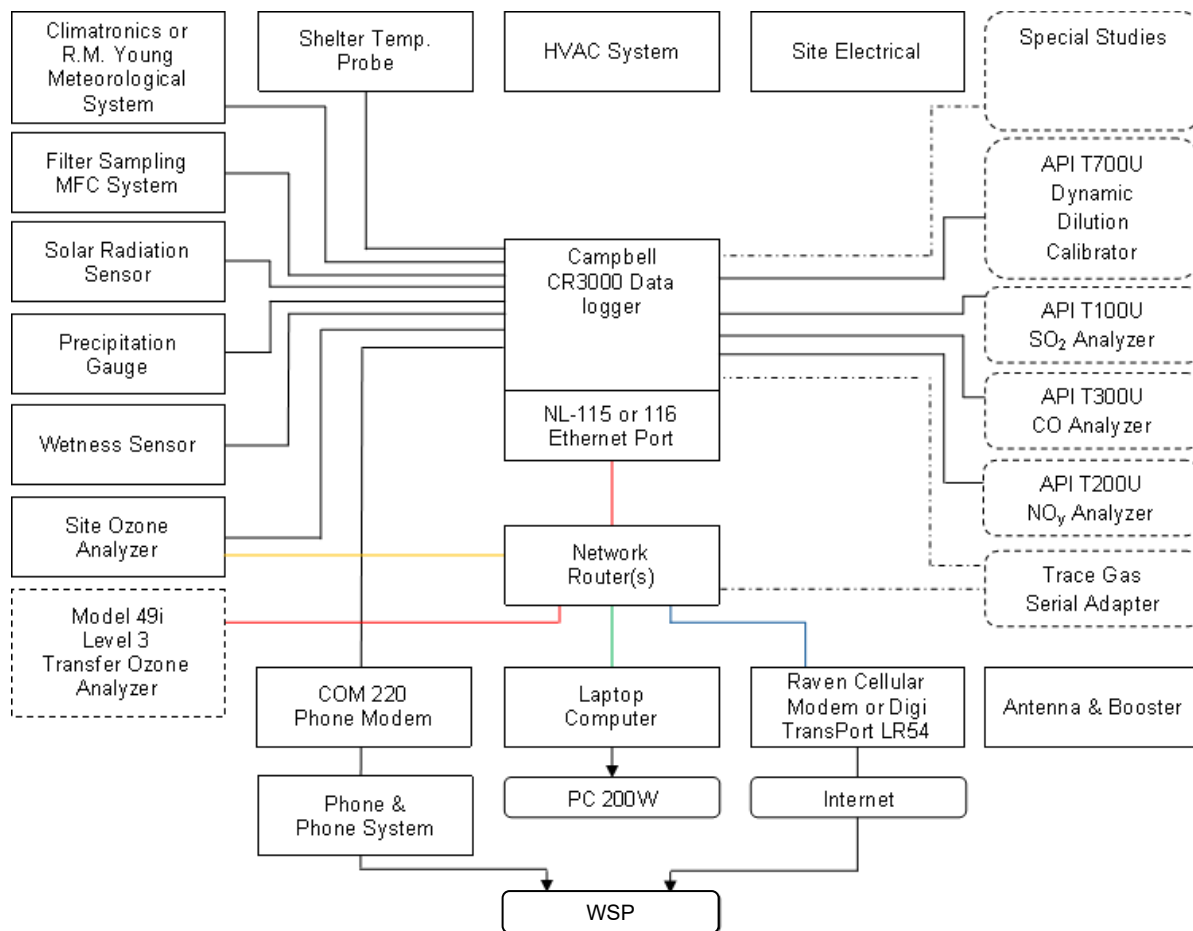 Climatronics or
R.M. Young
Meteorological
System
Shelter Temp.
Probe
HVAC System
Site Electrical
Special Studies
Filter Sampling
MFC System
API T700U
Dynamic
Dilution
Calibrator
Solar Radiation
Sensor
Campbell
CR3000 Data
logger
API T100U
SO₂ Analyzer
Precipitation
Gauge
API T300U
CO Analyzer
NL-115 or 116
Ethernet Port
Wetness Sensor
API T200U
NOy Analyzer
Site Ozone
Analyzer
Network
Router(s)
Trace Gas
Serial Adapter
Model 49i
Level 3
Transfer Ozone
Analyzer
COM 220
Phone Modem
Laptop
Computer
Raven Cellular
Modem or Digi
TransPort LR54
Antenna & Booster
Phone &
Phone System
PC 200W
Internet
WSP